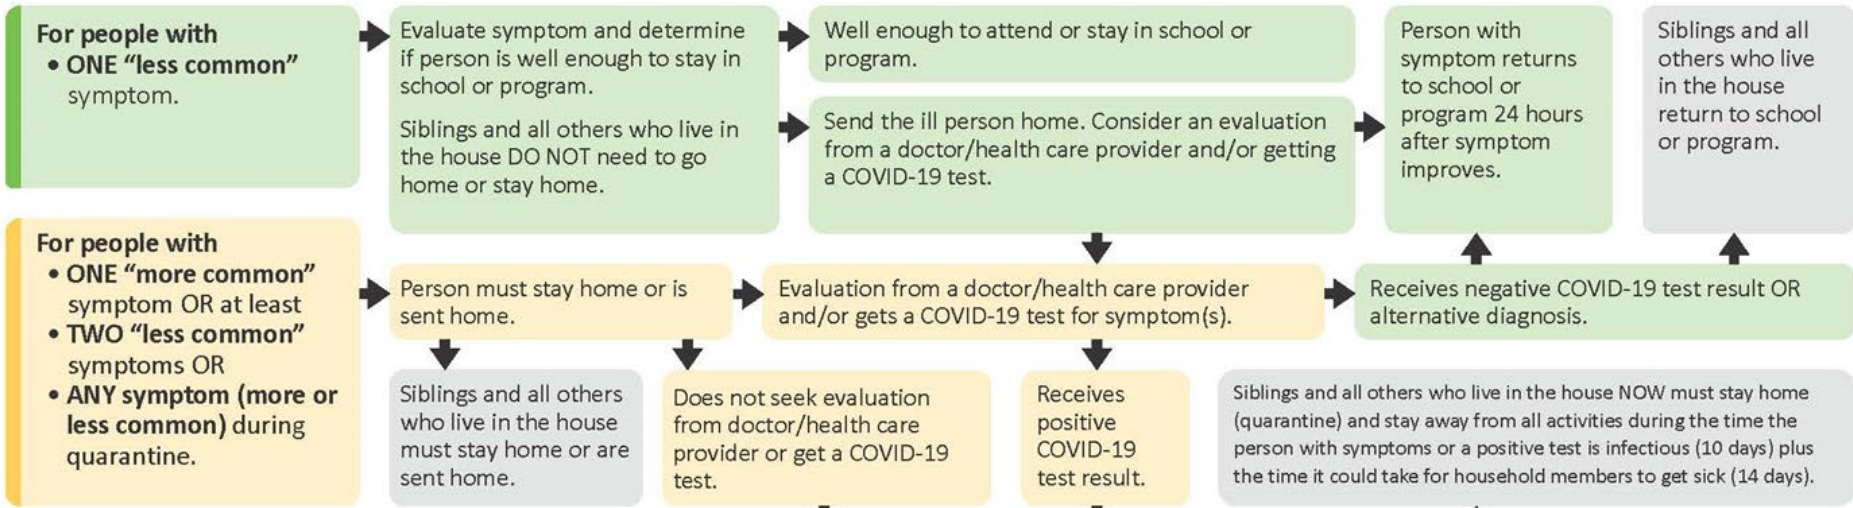 For people with
• ONE “less common”
symptom.
Evaluate symptom and determine
if person is well enough to stay in
school or program.
Siblings and all others who live in
the house DO NOT need to go
home or stay home.
Well enough to attend or stay in school or
program.
Send the ill person home. Consider an evaluation
from a doctor/health care provider and/or getting
a COVID-19 test.
Person with
symptom returns
to school or
program 24 hours
after symptom
improves.
Siblings and all
others who live
in the house
return to school
or program.
For people with
• ONE “more common”
symptom OR at least
• TWO “less common”
symptoms OR
• ANY symptom (more or
less common) during
quarantine.
Person must stay home or is
sent home.
Evaluation from a doctor/health care provider
and/or gets a COVID-19 test for symptom(s).
Receives negative COVID-19 test result OR
alternative diagnosis.
Siblings and all others
who live in the house
must stay home or are
sent home.
Does not seek evaluation
from doctor/health care
provider or get a COVID-19
test.
Receives
positive
COVID-19
test result.
Siblings and all others who live in the house NOW must stay home
(quarantine) and stay away from all activities during the time the
person with symptoms or a positive test is infectious (10 days) plus
the time it could take for household members to get sick (14 days).